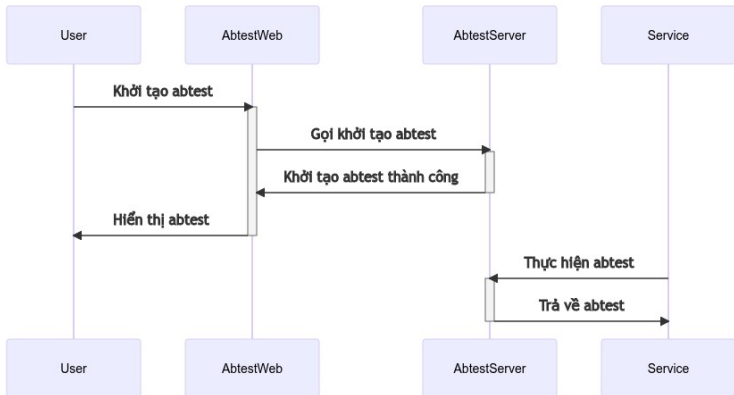 User
AbtestWeb
AbtestServer
Service
Khởi tạo abtest
Gọi khởi tạo abtest
Khởi tạo abtest thành công
Hiển thị abtest
Thực hiện abtest
Trả về abtest
User
AbtestWeb
AbtestServer
Service